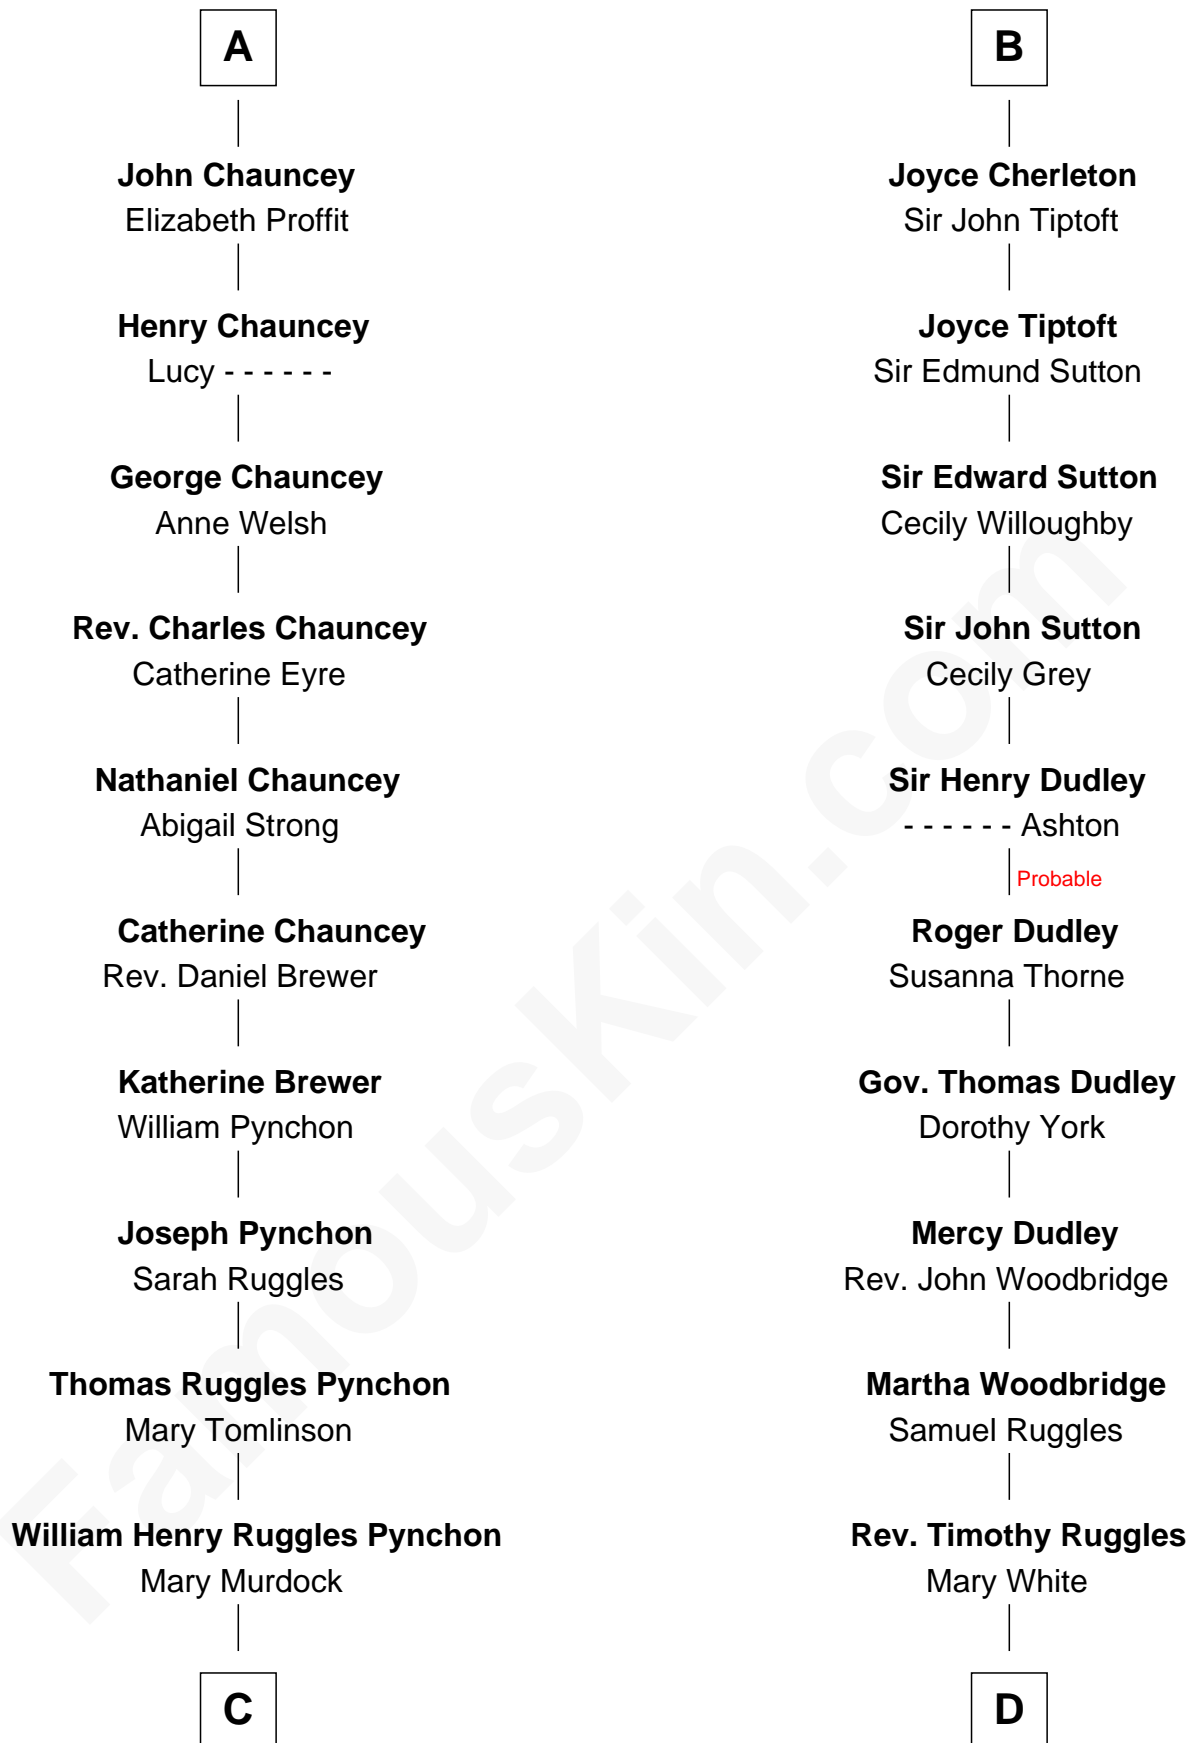 A
John Chauncey
Elizabeth Proffit
Henry Chauncey
Lucy - - - - - -
George Chauncey
Anne Welsh
Rev. Charles Chauncey
Catherine Eyre
Nathaniel Chauncey
Abigail Strong
Catherine Chauncey
Rev. Daniel Brewer
Katherine Brewer
William Pynchon
Joseph Pynchon
Sarah Ruggles
Thomas Ruggles Pynchon
Mary Tomlinson
William Henry Ruggles Pynchon
Mary Murdock
C
B
Joyce Cherleton
Sir John Tiptoft
Joyce Tiptoft
Sir Edmund Sutton
Sir Edward Sutton
Cecily Willoughby
Sir John Sutton
Cecily Grey
Sir Henry Dudley
- - - - - - Ashton
Probable
Roger Dudley
Susanna Thorne
Gov. Thomas Dudley
Dorothy York
Mercy Dudley
Rev. John Woodbridge
Martha Woodbridge
Samuel Ruggles
Rev. Timothy Ruggles
Mary White
D
FamousKin.com